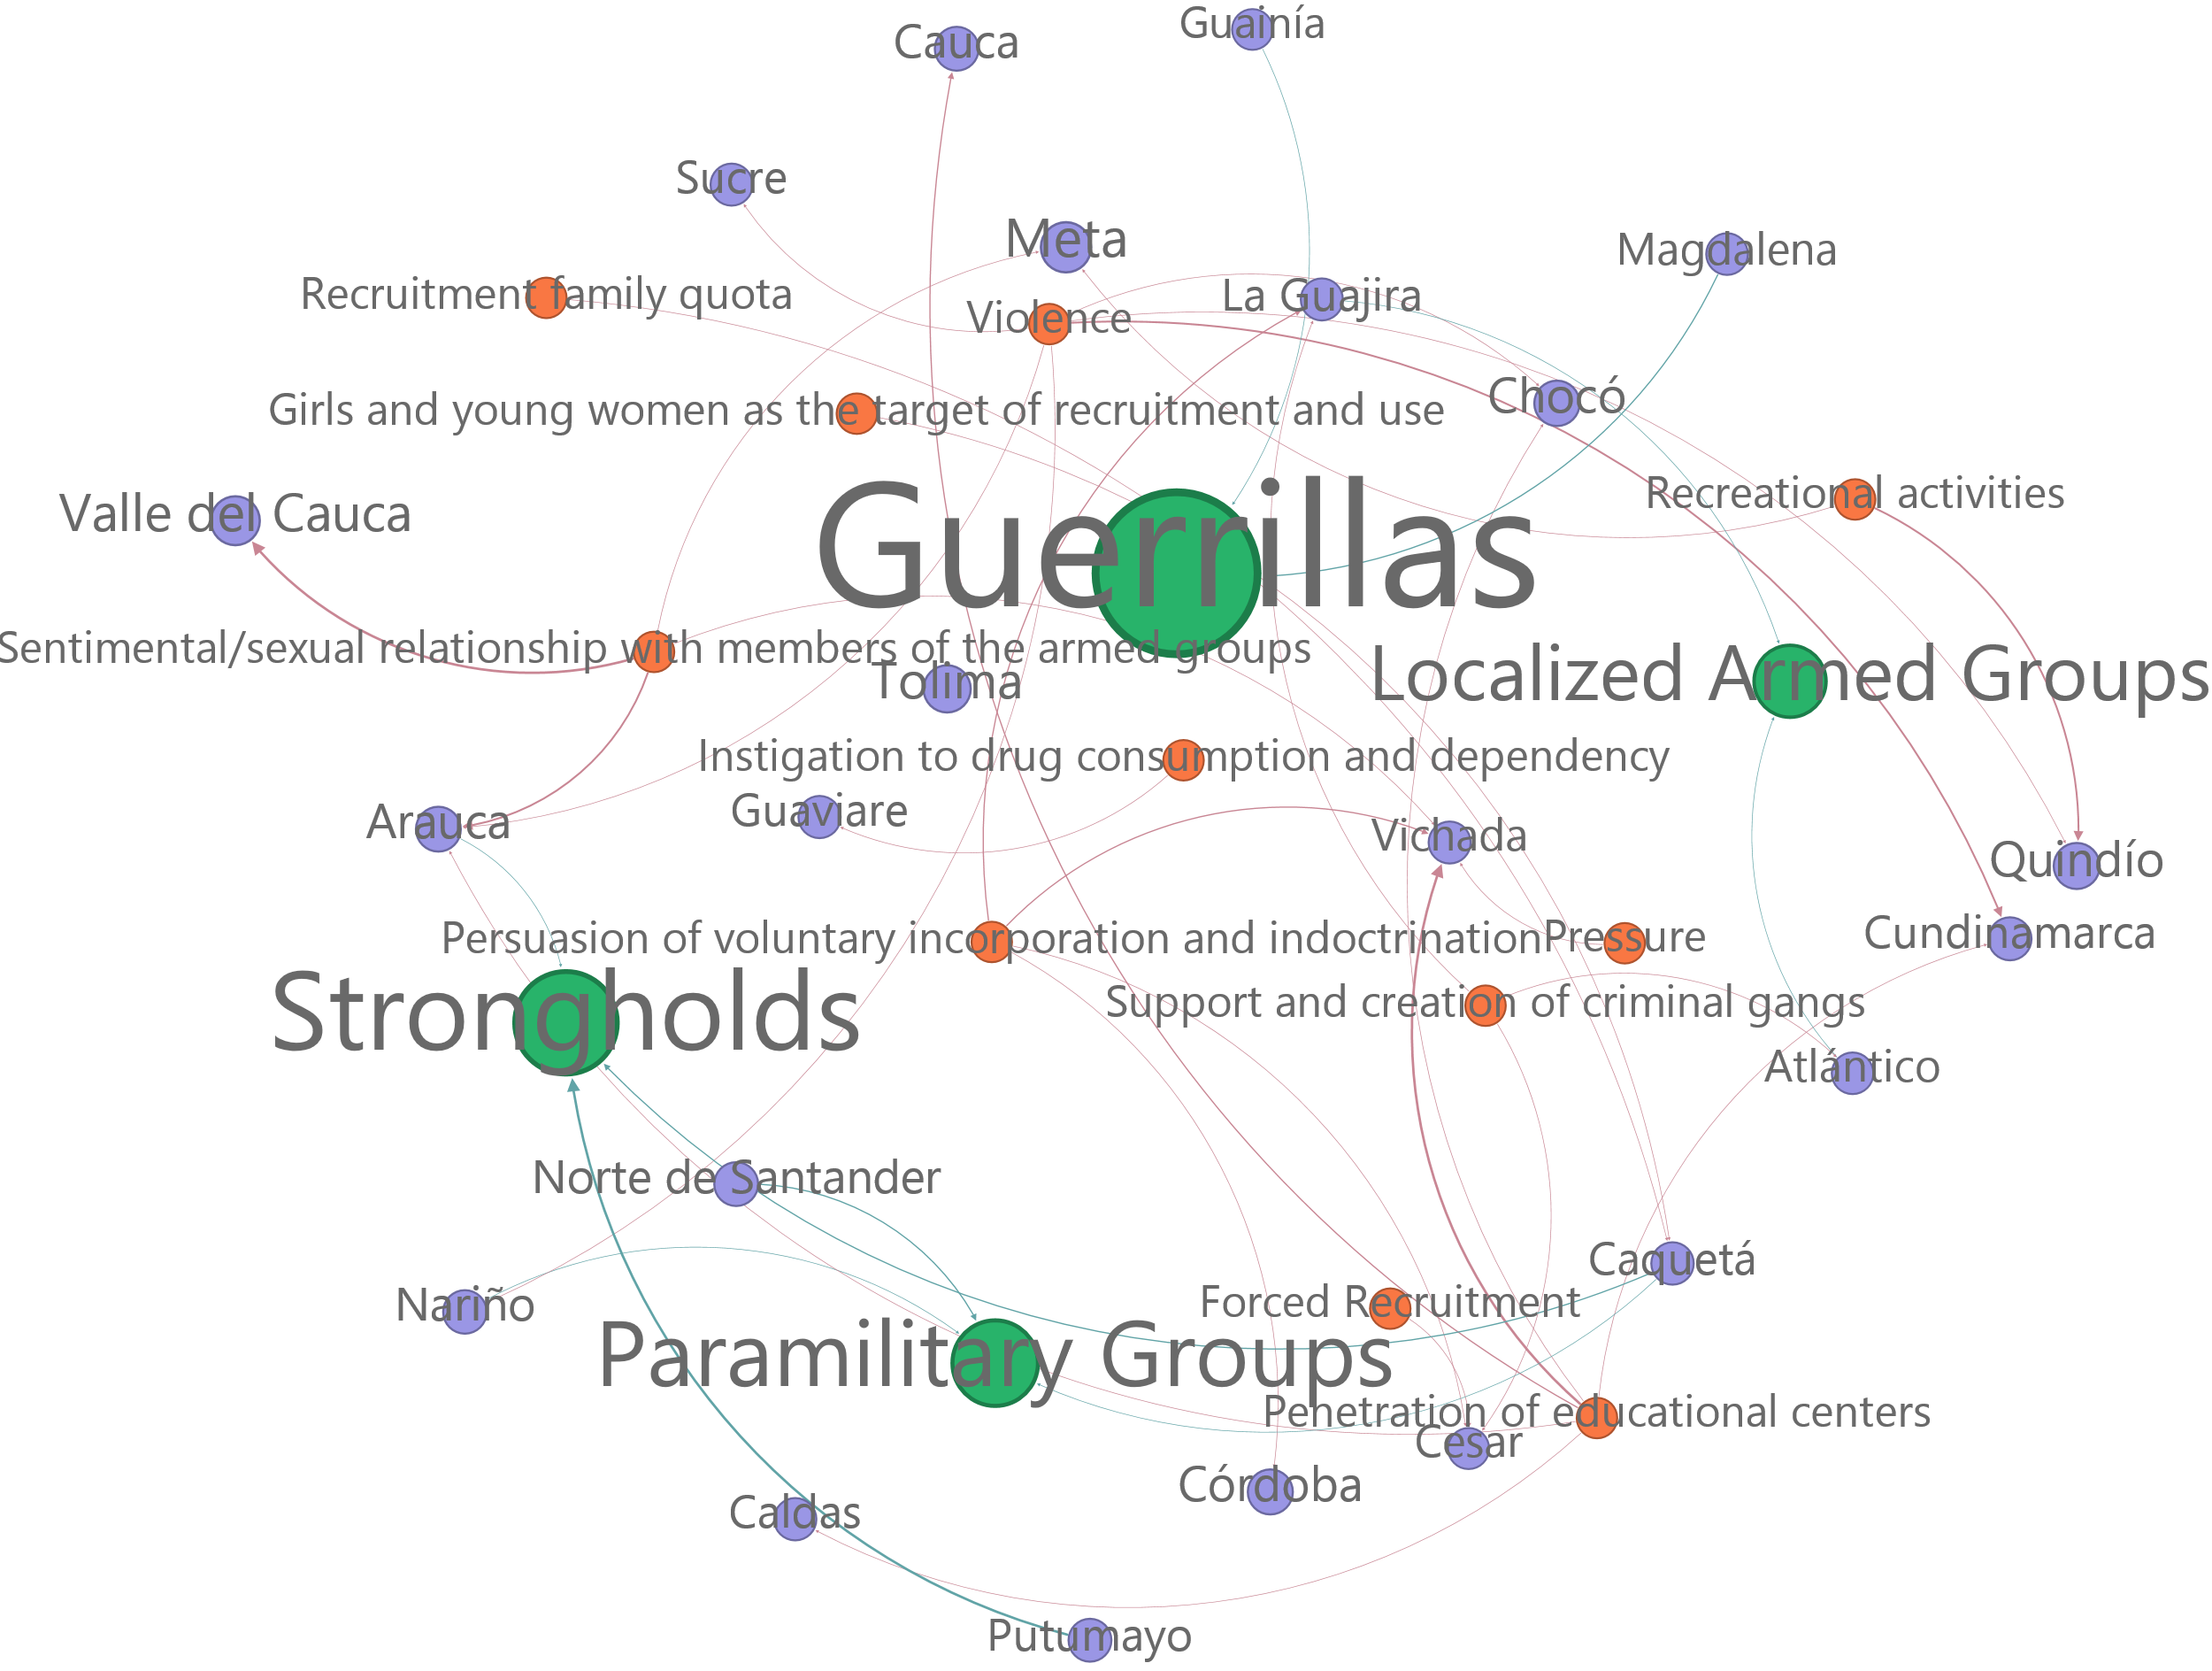 Guainía
Cauca
Sucre
Meta
Magdalena
Recruitment family quota
La Guajira
Violence
Chocó
Girls and young women as the target of recruitment and use
Recreational activities
Valle del Cauca
Guerrillas
Sentimental/sexual relationship with members of the armed groups
Localized Armed Groups
Tolima
Instigation to drug consumption and dependency
Guaviare
Arauca
Vichada
Quindío
Cundinamarca
Persuasion of voluntary incorporation and indoctrination
Pressure
Support and creation of criminal gangs
Strongholds
Atlántico
Norte de Santander
Caquetá
Nariño
Forced Recruitment
Paramilitary Groups
Penetration of educational centers
Cesar
Córdoba
Caldas
Putumayo